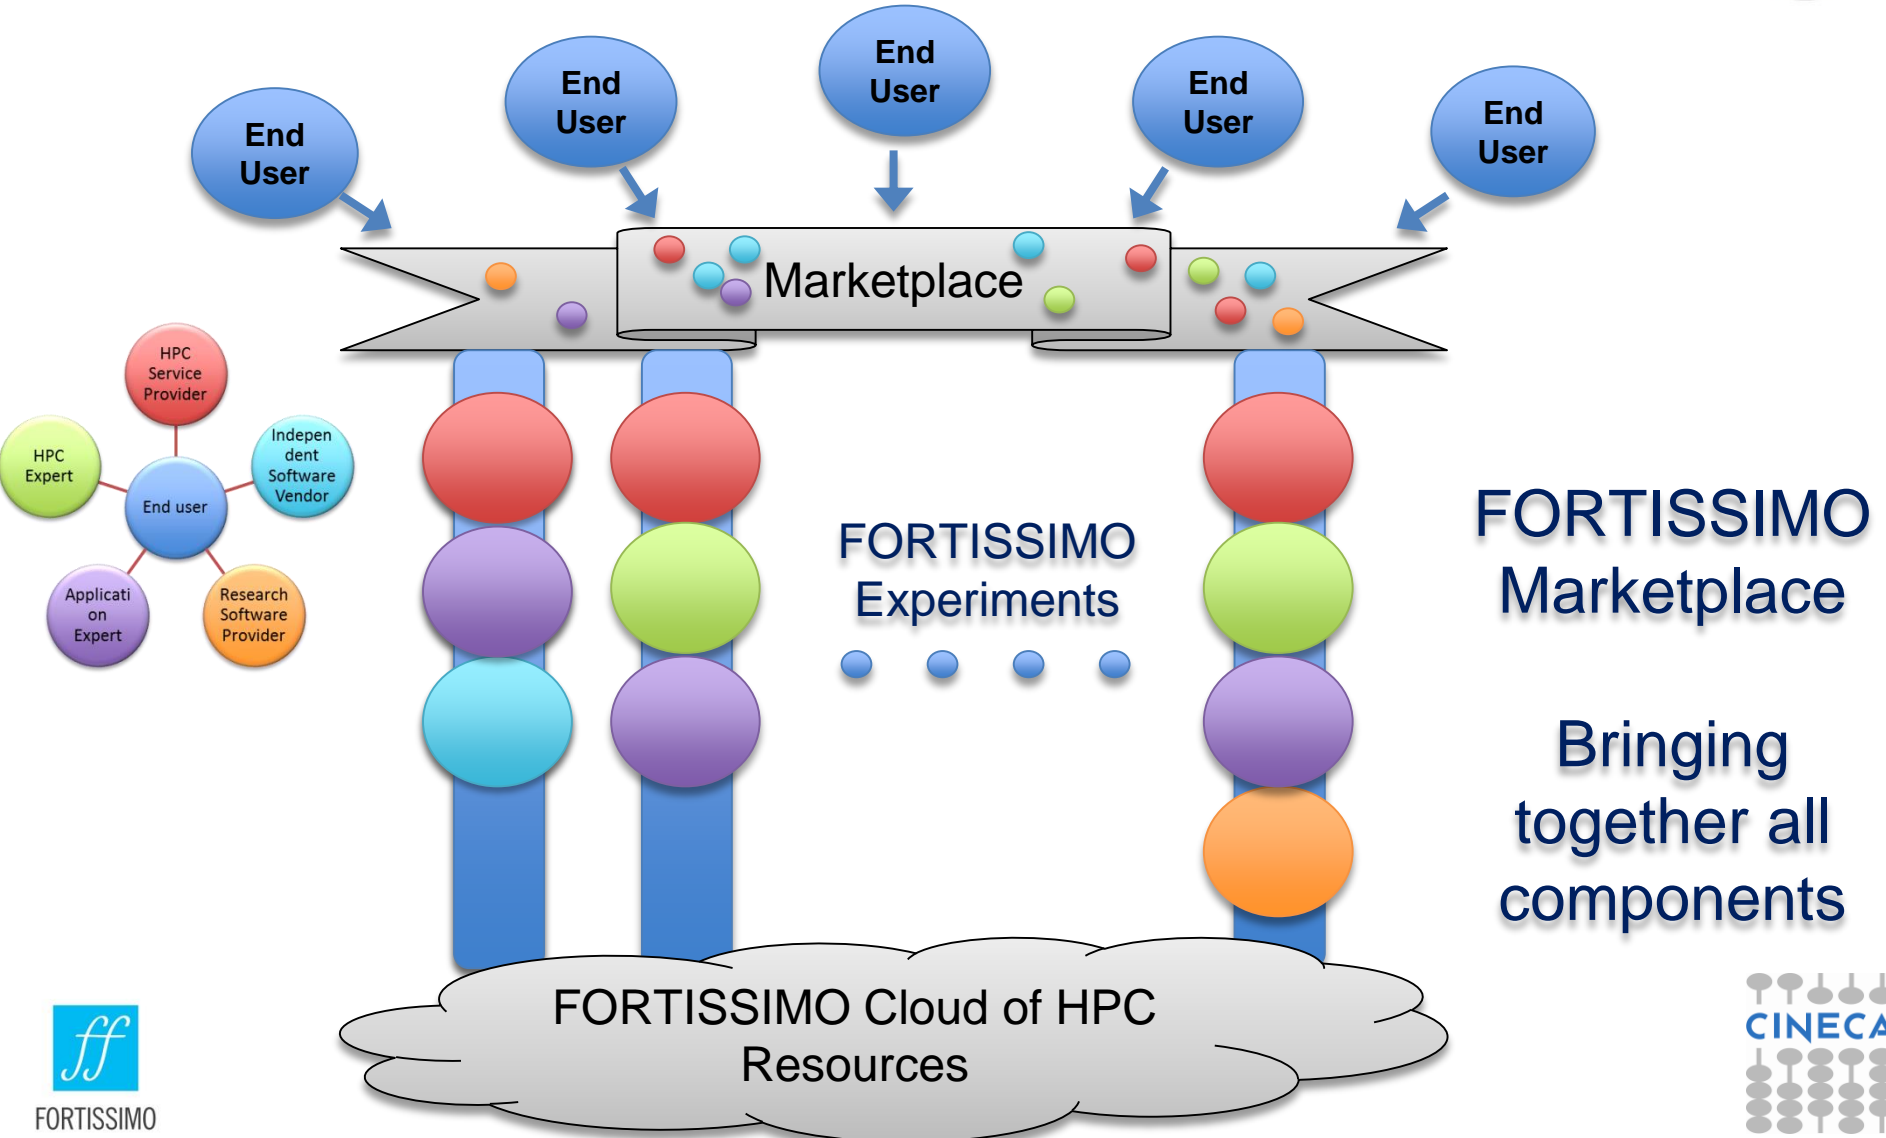 End
User
End
User
End
User
End
User
End
User
Marketplace
HPC
Service
Provider
HPC
Expert
Indepen
dent
Software
Vendor
End user
Applicati
on
Expert
Research
Software
Provider
FORTISSIMO
Experiments
FORTISSIMO
Marketplace
Bringing
together all
components
FORTISSIMO Cloud of HPC
Resources
ff
FORTISSIMO
CINECA